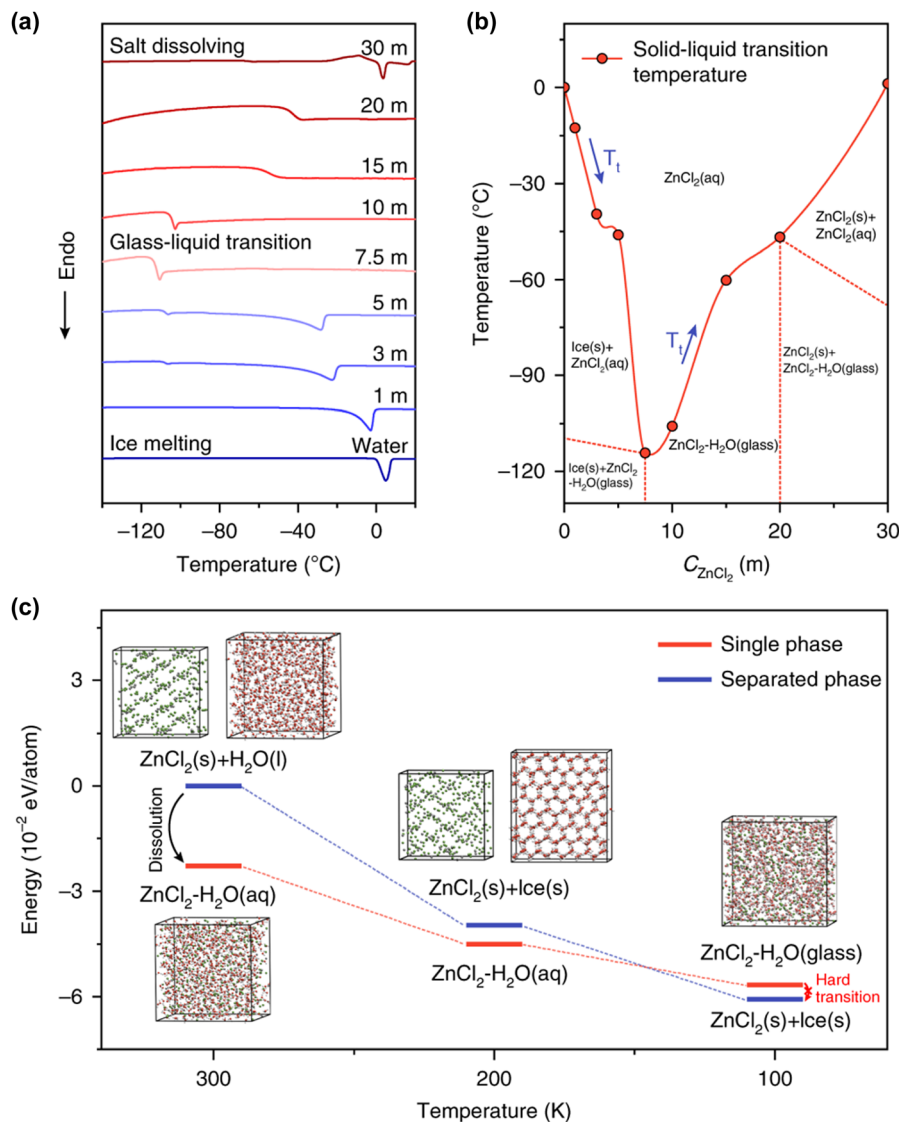 (a)
Salt dissolving
30 m
20 m
15 m
10 m
Glass-liquid transition
7.5 m
5 m
3 m
1 m
Ice melting
Water
Endo
−120
−80
−40
0
Temperature (°C)
(b)
Solid-liquid transition
temperature
0
−30
−60
−90
−120
Temperature (°C)
Tₜ
ZnCl₂(aq)
ZnCl₂(s)+
ZnCl₂(aq)
Ice(s)+
ZnCl₂(aq)
Tₜ
ZnCl₂(s)+
ZnCl₂-H₂O(glass)
ZnCl₂-H₂O(glass)
Ice(s)+ZnCl₂
-H₂O(glass)
0
10
20
30
C ZnCl₂ (m)
(c)
Single phase
Separated phase
3
0
−3
−6
Energy (10⁻² eV/atom)
ZnCl₂(s)+H₂O(l)
Dissolution
ZnCl₂-H₂O(aq)
ZnCl₂(s)+Ice(s)
ZnCl₂-H₂O(aq)
ZnCl₂-H₂O(glass)
Hard
transition
ZnCl₂(s)+Ice(s)
300
200
100
Temperature (K)